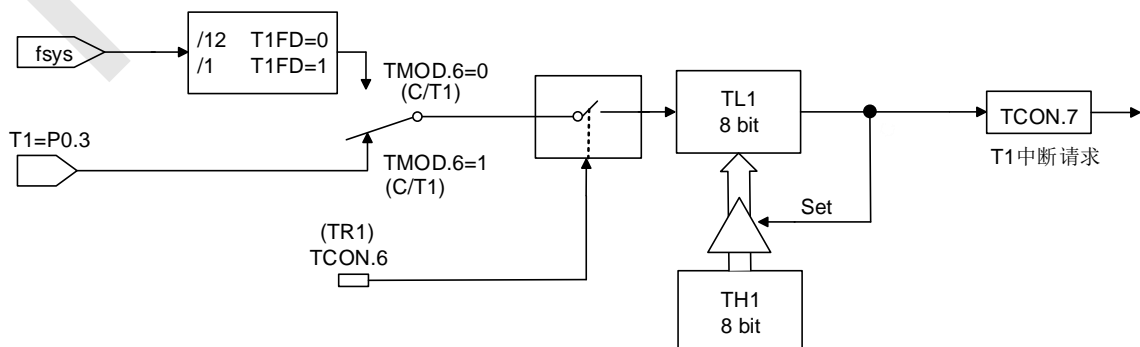 fsys
/12 T1FD=0
/1 T1FD=1
TMOD.6=0
(C/T1)
T1=P0.3
TMOD.6=1
(C/T1)
(TR1)
TCON.6
TL1
8 bit
TCON.7
T1中断请求
Set
TH1
8 bit